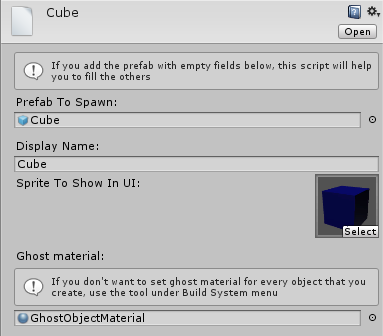 Cube
Open
If you add the prefab with empty fields below, this script will help
you to fill the others
Prefab To Spawn:
Cube
Display Name:
Cube
Sprite To Show In UI:
Select
Ghost material:
If you don't want to set ghost material for every object that you
create, use the tool under Build System menu
GhostObjectMaterial